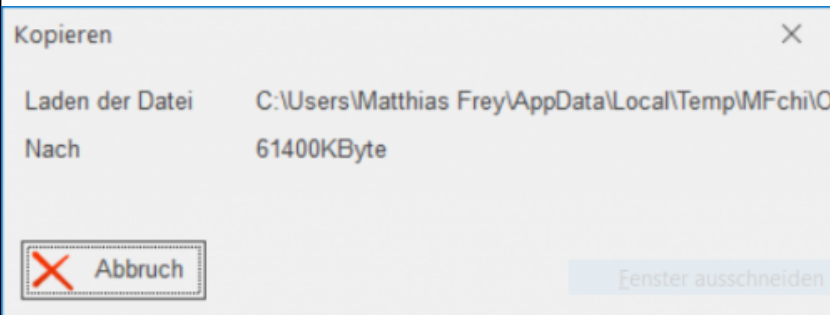 Kopieren
Laden der Datei C:\Users\Matthias Frey\AppData\Local\Temp\MFchi\O
Nach 61400KByte
Abbruch
Fenster ausschneiden